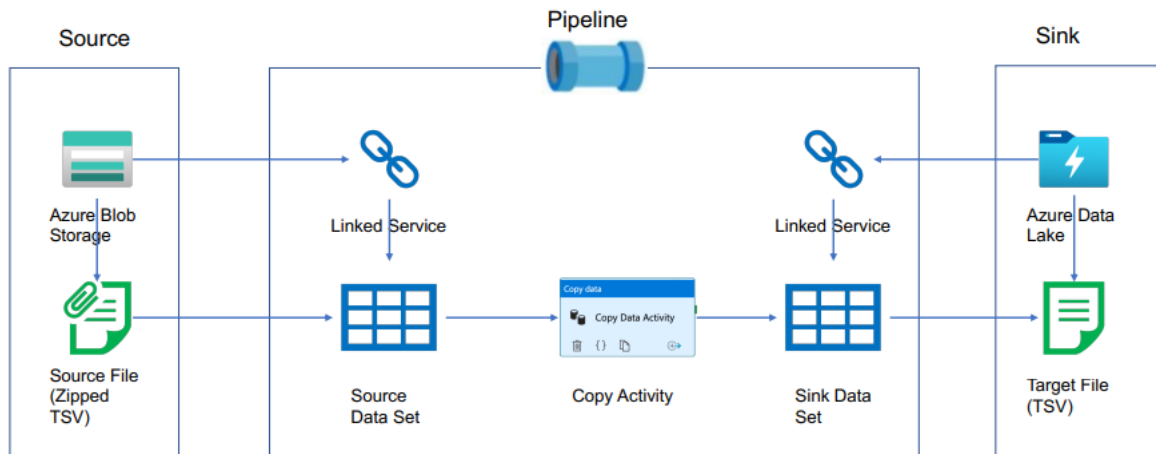 Pipeline
Source
Sink
Azure Blob
Storage
Linked Service
Linked Service
Azure Data
Lake
Copy data
Copy Data Activity
{}
Source File
(Zipped
TSV)
Source
Data Set
Copy Activity
Sink Data
Set
Target File
(TSV)